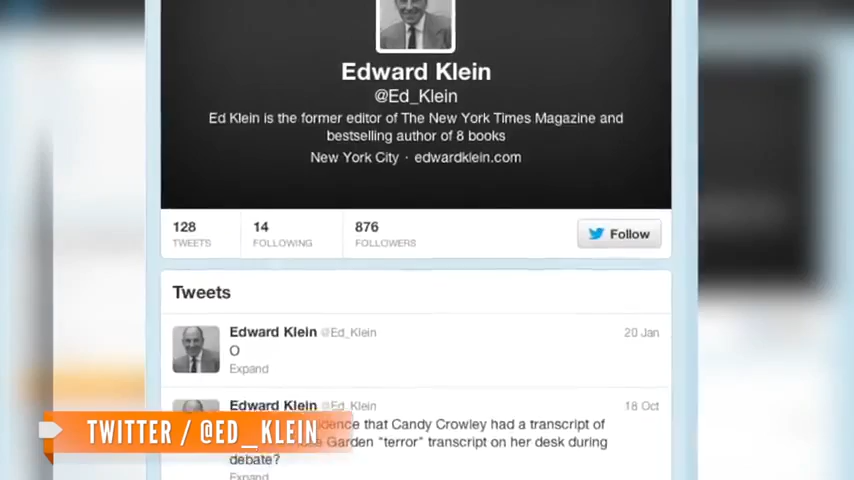 Edward Klein
@Ed_Klein
Ed Klein is the former editor of The New York Times Magazine and
bestselling author of 8 books
New York City · edwardklein.com
128
TWEETS
14
FOLLOWING
876
FOLLOWERS
Follow
Tweets
Edward Klein @Ed_Klein
20 Jan
O
Expand
Edward Klein @Ed_Klein
18 Oct
that Candy Crowley had a transcript of
Garden "terror" transcript on her desk during
debate?
Expand
TWITTER / @ED_KLEIN